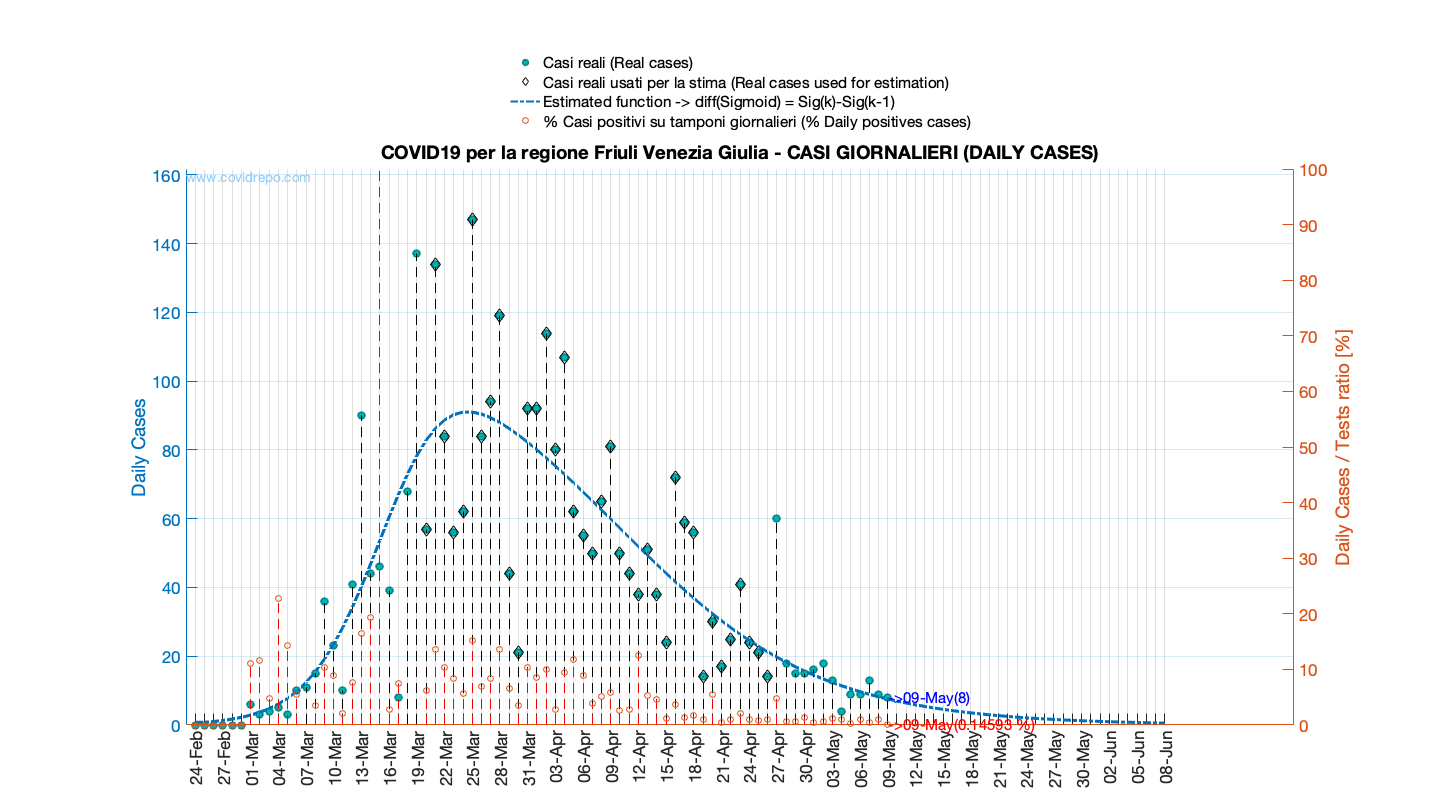 Casi reali (Real cases)
Casi reali usati per la stima (Real cases used for estimation)
Estimated function -> diff(Sigmoid) = Sig(k)-Sig(k-1)
% Casi positivi su tamponi giornalieri (% Daily positives cases)
COVID19 per la regione Friuli Venezia Giulia - CASI GIORNALIERI (DAILY CASES)
www.covidrepo.com
Daily Cases
160
140
120
100
80
60
40
20
0
100
90
80
70
60
50
40
30
20
10
0
Daily Cases / Tests ratio [%]
->09-May(8)
->09-May(0.14593 %)
24-Feb
27-Feb
01-Mar
04-Mar
07-Mar
10-Mar
13-Mar
16-Mar
19-Mar
22-Mar
25-Mar
28-Mar
31-Mar
03-Apr
06-Apr
09-Apr
12-Apr
15-Apr
18-Apr
21-Apr
24-Apr
27-Apr
30-Apr
03-May
06-May
09-May
12-May
15-May
18-May
21-May
24-May
27-May
30-May
02-Jun
05-Jun
08-Jun